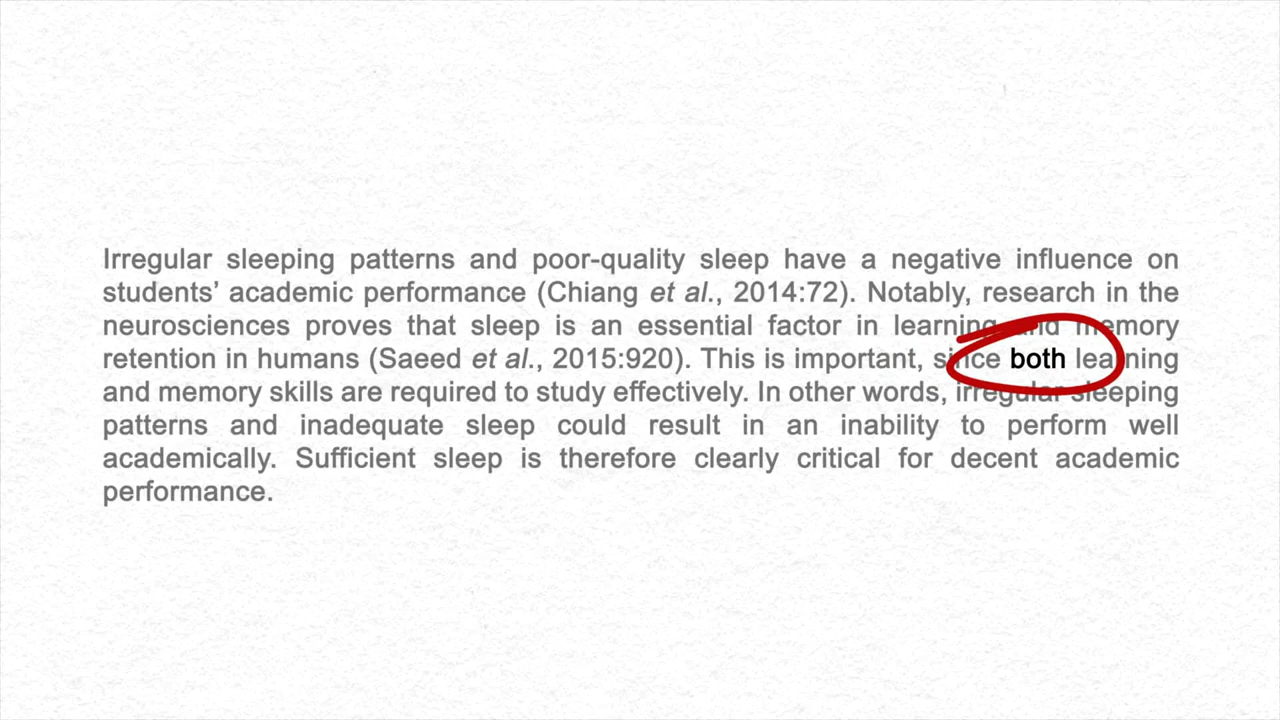 Irregular sleeping patterns and poor-quality sleep have a negative influence on
students’ academic performance (Chiang et al., 2014:72). Notably, research in the
neurosciences proves that sleep is an essential factor in learning and memory
retention in humans (Saeed et al., 2015:920). This is important, since both learning
and memory skills are required to study effectively. In other words, irregular sleeping
patterns and inadequate sleep could result in an inability to perform well
academically. Sufficient sleep is therefore clearly critical for decent academic
performance.